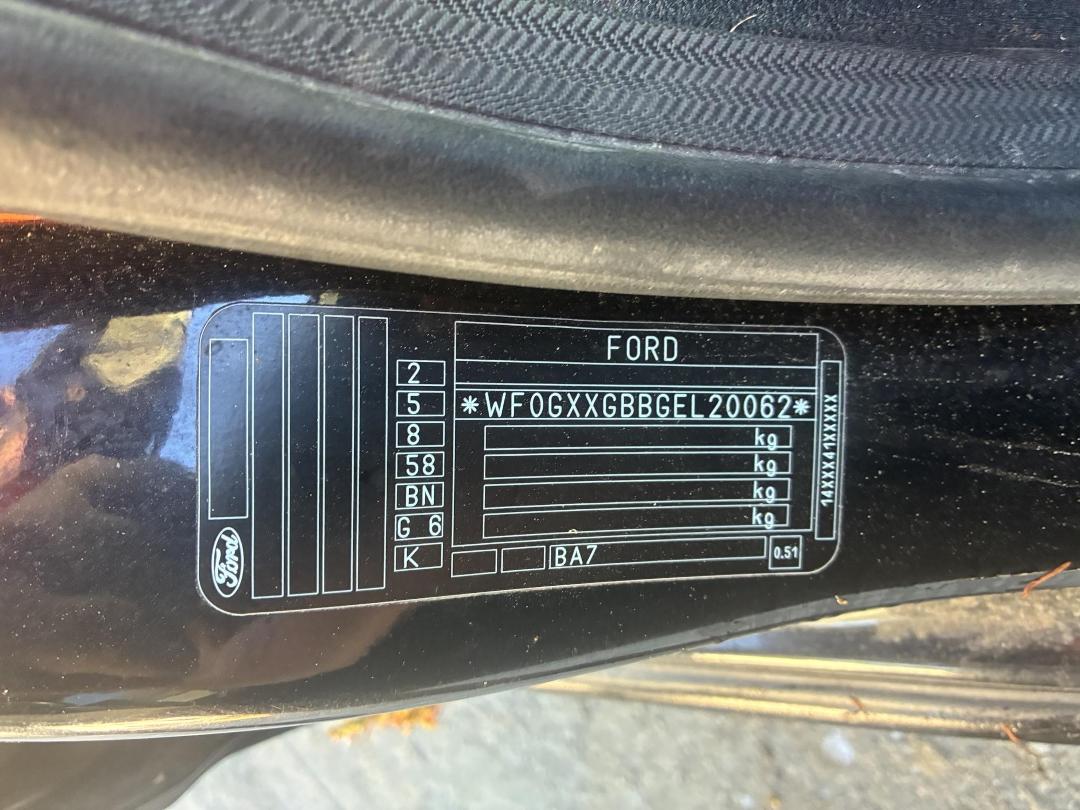 FORD
2
5
*WF0GXXGBBGEL20062*
8
kg
58
kg
BN
kg
G 6
kg
K
BA7
0.51
14XXX41XXXXX
Ford